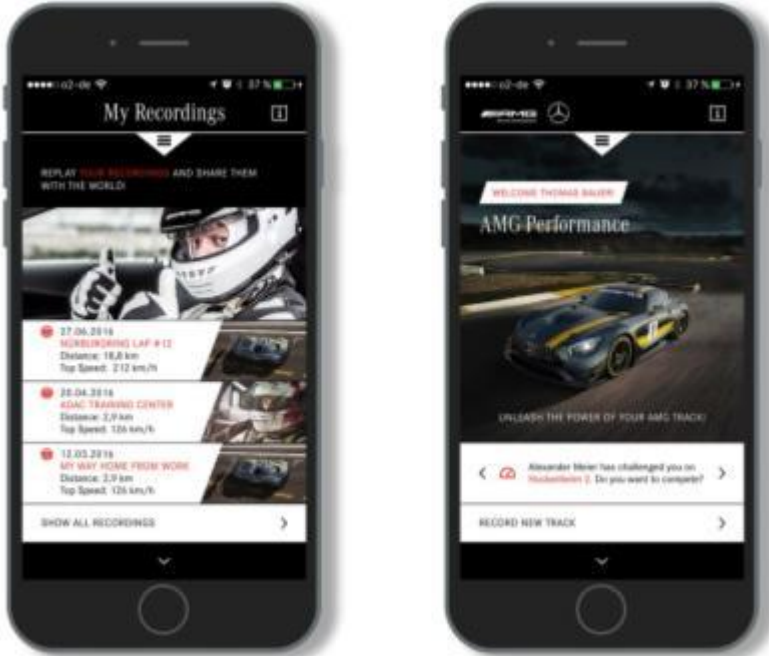 o2-de
37%
My Recordings
REPLAY YOUR RECORDINGS AND SHARE THEM
WITH THE WORLD!
27.06.2016
NÜRBURGRING LAP #12
Distance: 18,8 km
Top Speed: 212 km/h
20.04.2016
ADAC TRAINING CENTER
Distance: 2,9 km
Top Speed: 126 km/h
12.03.2016
MY WAY HOME FROM WORK
Distance: 2,9 km
Top Speed: 126 km/h
SHOW ALL RECORDINGS
o2-de
37%
AMG
WELCOME THOMAS BAUER!
AMG Performance
UNLEASH THE POWER OF YOUR AMG TRACK!
Alexander Meier has challenged you on
Hockenheim 2. Do you want to compete?
RECORD NEW TRACK